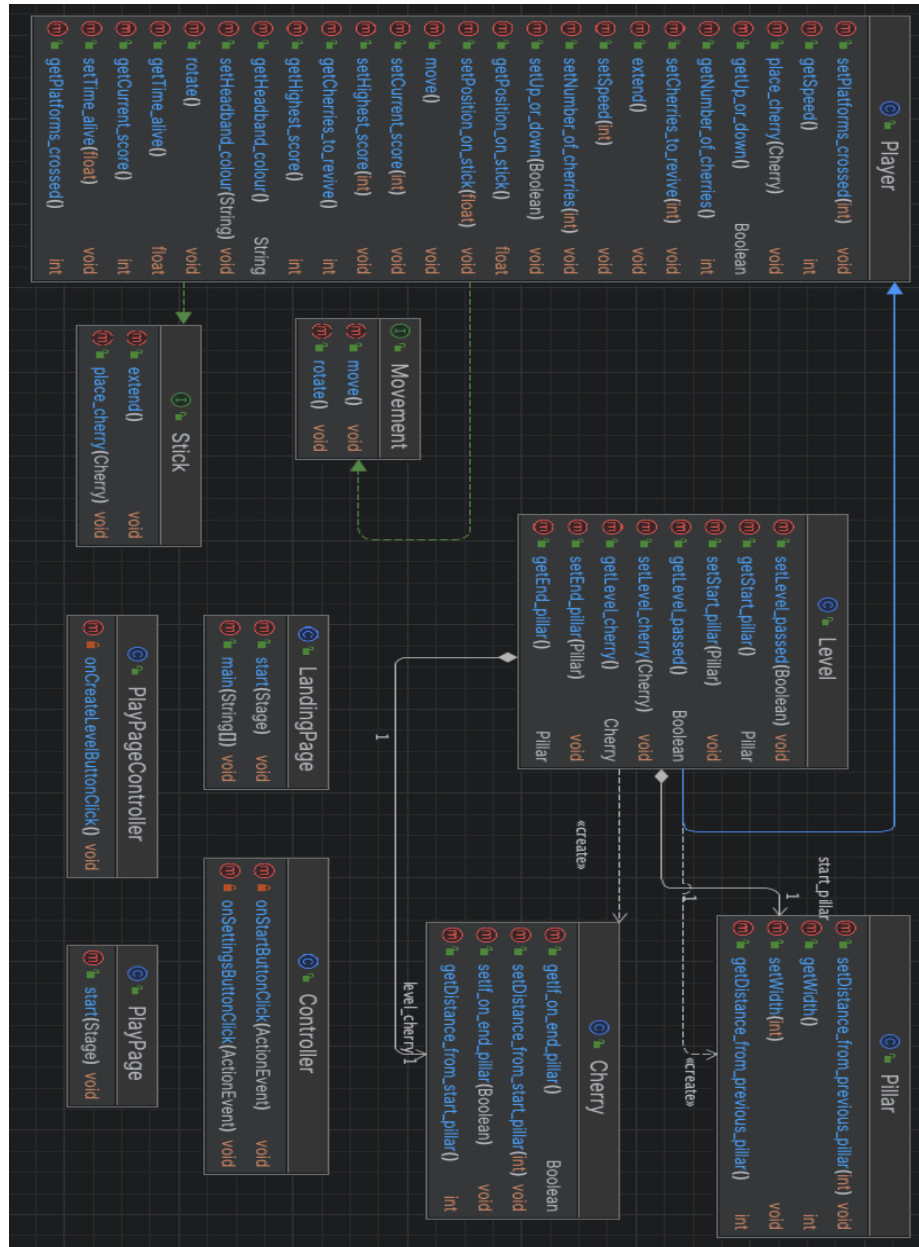 Player
setPlatforms_crossed(int) void
getSpeed() int
place_cherry(Cherry) void
getUp_or_down() Boolean
getNumber_of_cherries() int
setCherries_to_revive(int) void
extend() void
setSpeed(int) void
setNumber_of_cherries(int) void
setUp_or_down(Boolean) void
getPosition_on_stick() float
setPosition_on_stick(float) void
move() void
setCurrent_score(int) void
setHighest_score(int) void
getCherries_to_revive() int
getHighest_score() int
getHeadband_colour() String
setHeadband_colour(String) void
rotate() void
getTime_alive() float
getCurrent_score() int
setTime_alive(float) void
getPlatforms_crossed() int
Movement
move() void
rotate() void
Stick
extend() void
place_cherry(Cherry) void
Level
setLevel_passed(Boolean) void
getStart_pillar() Pillar
setStart_pillar(Pillar) void
getLevel_passed() Boolean
setLevel_cherry(Cherry) void
getLevel_cherry() Cherry
setEnd_pillar(Pillar) void
getEnd_pillar() Pillar
LandingPage
start(Stage) void
main(String[]) void
PlayPageController
onCreateLevelButtonClick() void
1
«create»
1
start_pillar
1
«create»
level_cherry
1
Pillar
setDistance_from_previous_pillar(int) void
getWidth() int
setWidth(int) void
getDistance_from_previous_pillar() int
Cherry
getIf_on_end_pillar() Boolean
setDistance_from_start_pillar(int) void
setIf_on_end_pillar(Boolean) void
getDistance_from_start_pillar() int
Controller
onStartButtonClick(ActionEvent) void
onSettingsButtonClick(ActionEvent) void
PlayPage
start(Stage) void